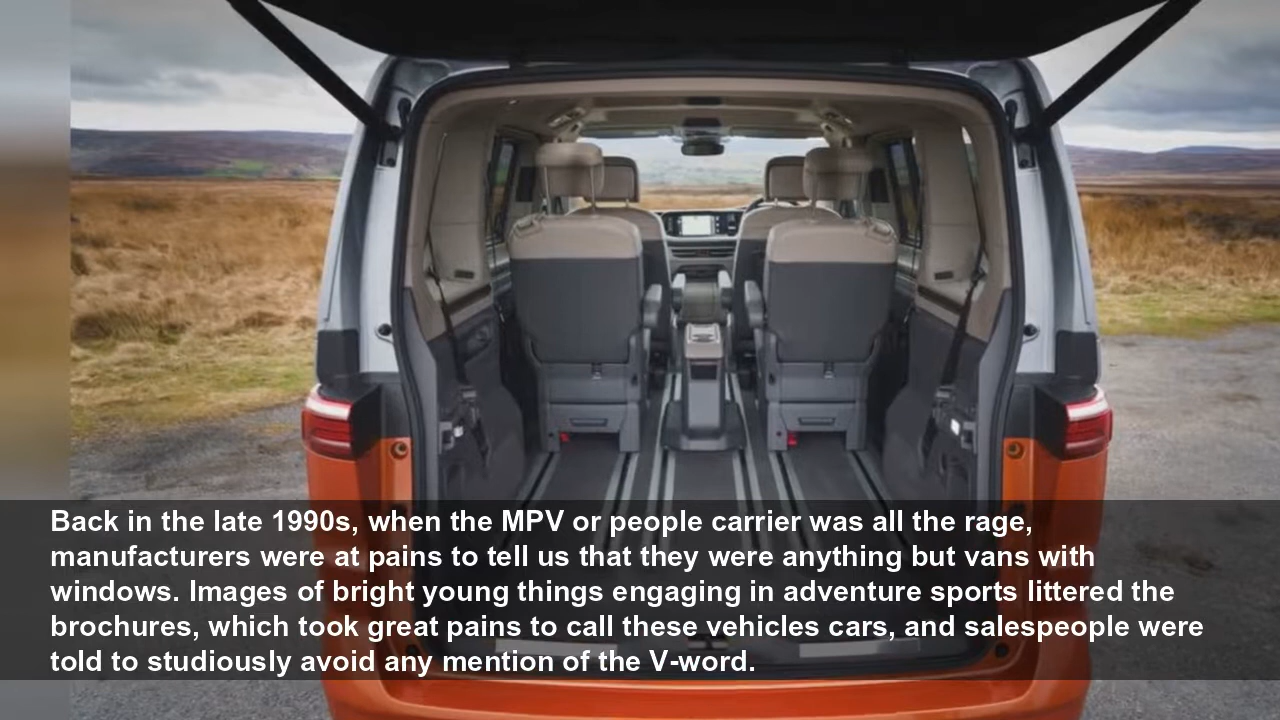 Back in the late 1990s, when the MPV or people carrier was all the rage,
manufacturers were at pains to tell us that they were anything but vans with
windows. Images of bright young things engaging in adventure sports littered the
brochures, which took great pains to call these vehicles cars, and salespeople were
told to studiously avoid any mention of the V-word.